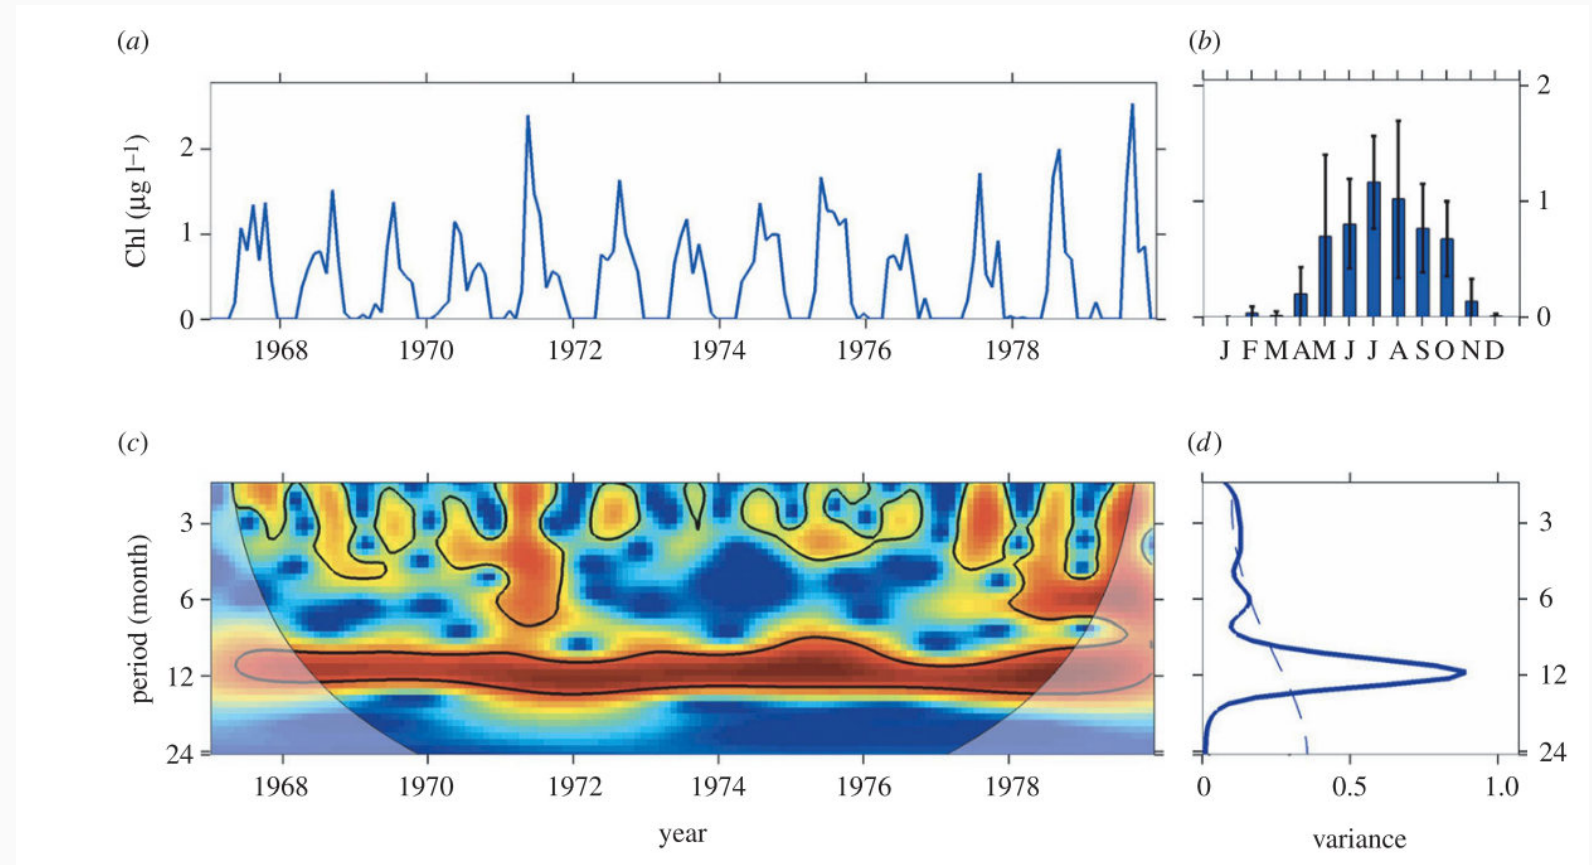 (a)
Chl (μg l⁻¹)
2
1
0
1968 1970 1972 1974 1976 1978
(b)
2
1
0
J F M A M J J A S O N D
(c)
period (month)
3
6
12
24
1968 1970 1972 1974 1976 1978
year
(d)
3
6
12
24
0 0.5 1.0
variance